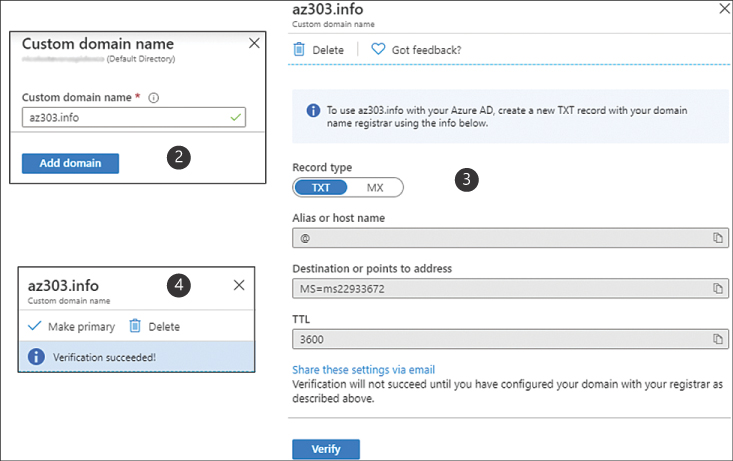 Custom domain name
(Default Directory)
Custom domain name * i
az303.info
Add domain
2
az303.info
4
Custom domain name
Make primary
Delete
i Verification succeeded!
az303.info
Custom domain name
Delete
Got feedback?
i To use az303.info with your Azure AD, create a new TXT record with your domain
name registrar using the info below.
Record type
TXT
MX
3
Alias or host name
@
Destination or points to address
MS=ms22933672
TTL
3600
Share these settings via email
Verification will not succeed until you have configured your domain with your registrar as
described above.
Verify